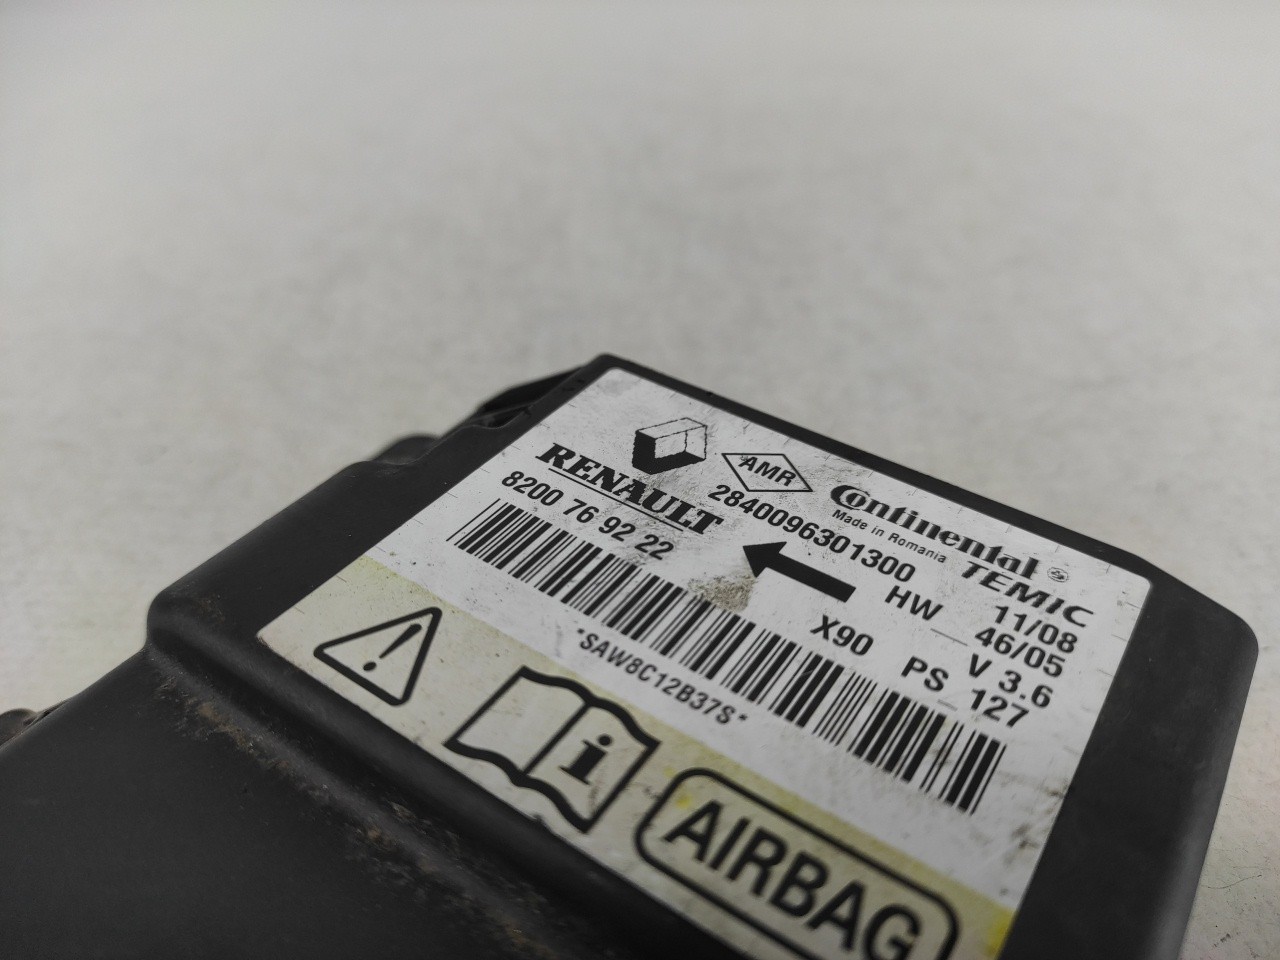 RENAULT
AMR
Continental
Made in Romania
TEMIC
8200 76 92 22
2840096301300
HW 11/08
46/05
V 3.6
X90 PS 127
*SAW8C12B37S*
i
AIRBAG